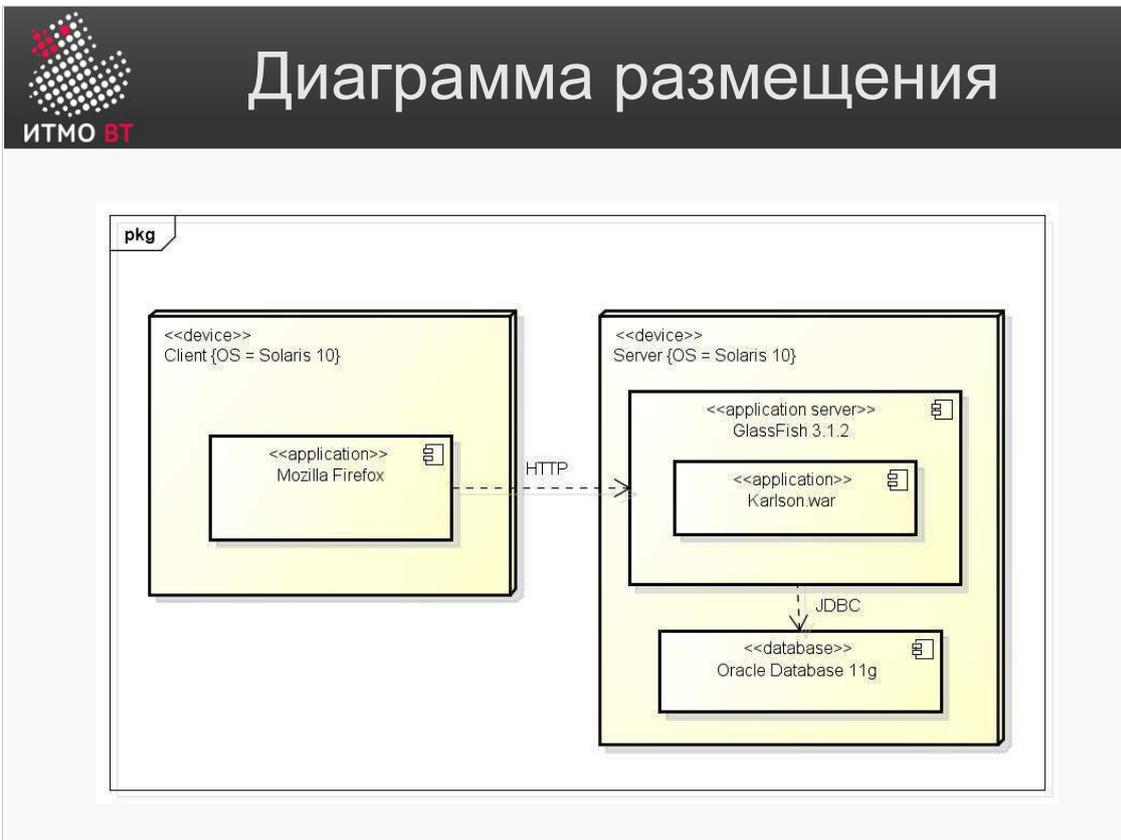 ИТМО ВТ
Диаграмма размещения
pkg
<<device>>
Client {OS = Solaris 10}
<<application>>
Mozilla Firefox
HTTP
<<device>>
Server {OS = Solaris 10}
<<application server>>
GlassFish 3.1.2
<<application>>
Karlson.war
JDBC
<<database>>
Oracle Database 11g